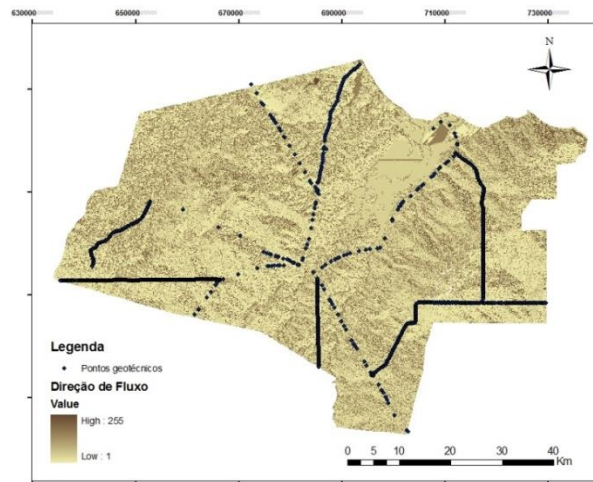 630000 650000 670000 690000 710000 730000
N
Legenda
Pontos geotécnicos
Direção de Fluxo
Value
High : 255
Low : 1
0 5 10 20 30 40
Km